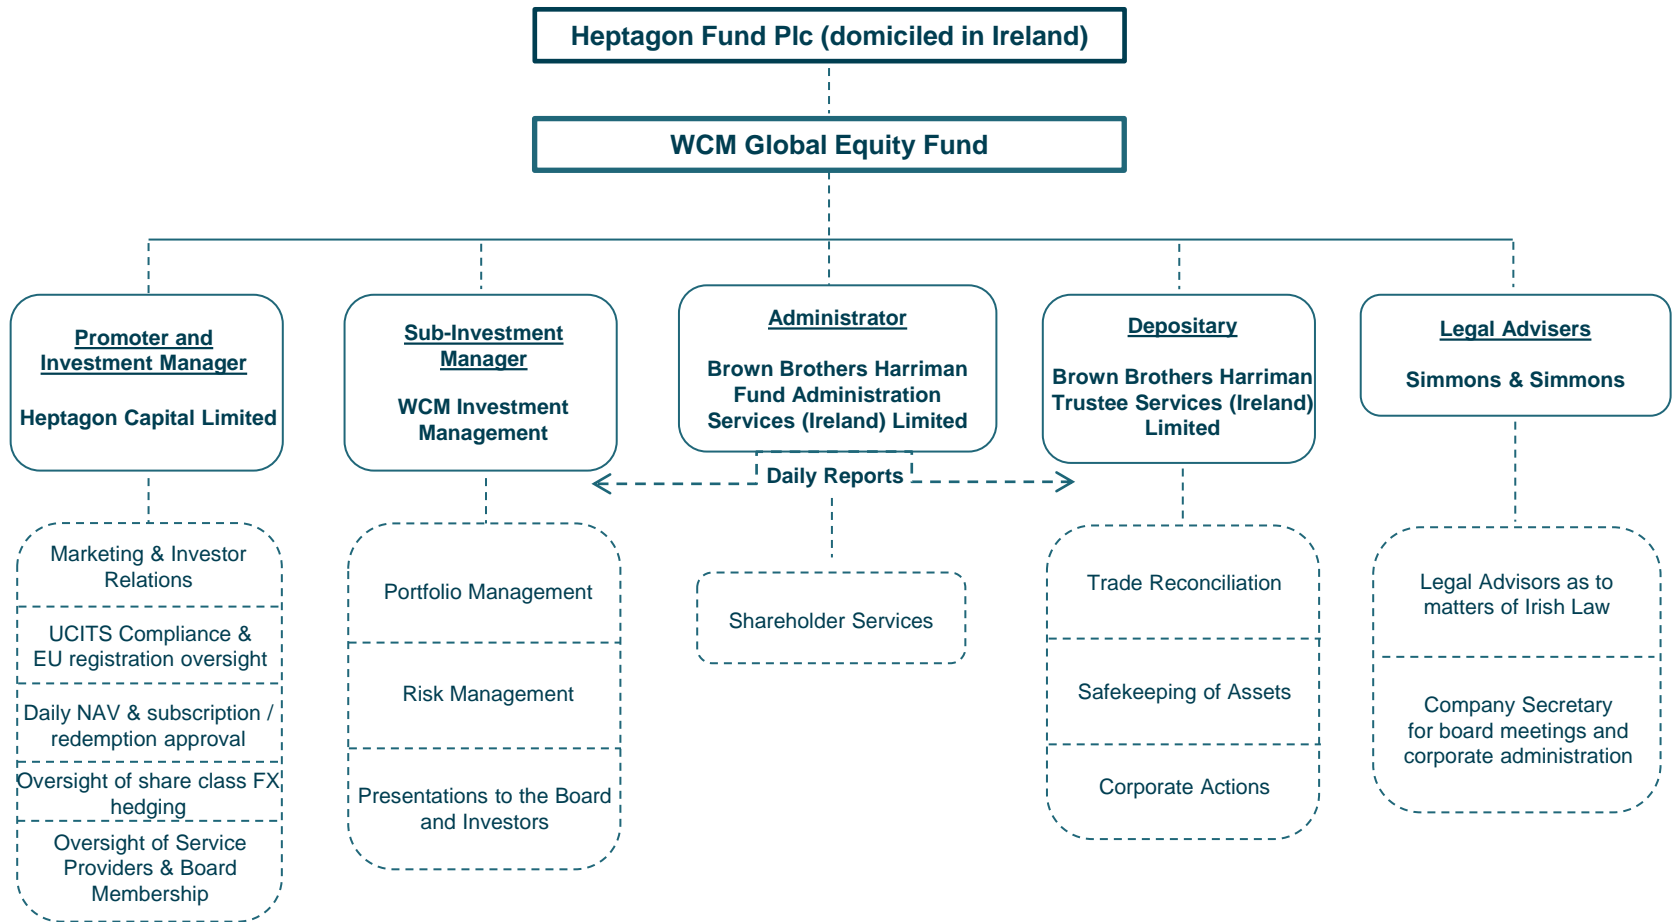 Heptagon Fund Plc (domiciled in Ireland)
WCM Global Equity Fund
Promoter and
Investment Manager
Heptagon Capital Limited
Sub-Investment
Manager
WCM Investment
Management
Administrator
Brown Brothers Harriman
Fund Administration
Services (Ireland) Limited
Depositary
Brown Brothers Harriman
Trustee Services (Ireland)
Limited
Legal Advisers
Simmons & Simmons
Daily Reports
Marketing & Investor
Relations
UCITS Compliance &
EU registration oversight
Daily NAV & subscription /
redemption approval
Oversight of share class FX
hedging
Oversight of Service
Providers & Board
Membership
Portfolio Management
Risk Management
Presentations to the Board
and Investors
Shareholder Services
Trade Reconciliation
Safekeeping of Assets
Corporate Actions
Legal Advisors as to
matters of Irish Law
Company Secretary
for board meetings and
corporate administration